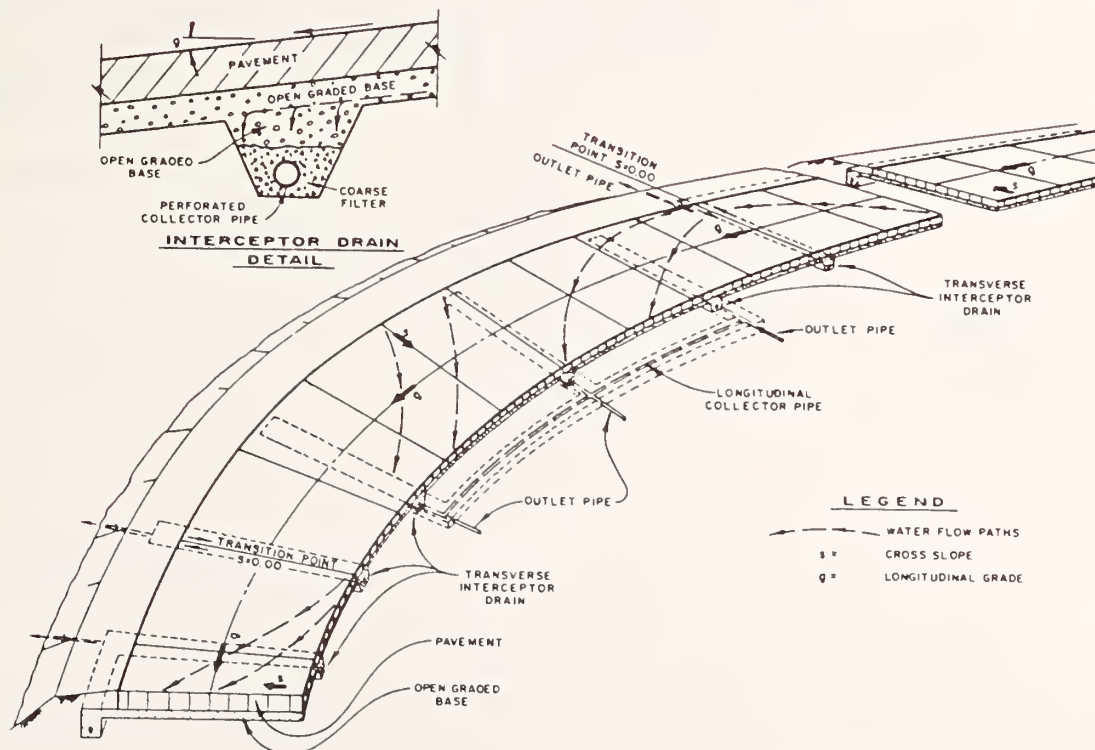 g
PAVEMENT
OPEN GRADED BASE
OPEN GRADED
BASE
COARSE
FILTER
PERFORATED
COLLECTOR PIPE
INTERCEPTOR DRAIN
DETAIL
TRANSITION
POINT S=0.00
OUTLET PIPE
g
s
g
TRANSVERSE
INTERCEPTOR
DRAIN
OUTLET PIPE
s
g
LONGITUDINAL
COLLECTOR PIPE
OUTLET PIPE
LEGEND
WATER FLOW PATHS
s = CROSS SLOPE
g = LONGITUDINAL GRADE
TRANSITION POINT
S=0.00
TRANSVERSE
INTERCEPTOR
DRAIN
g
PAVEMENT
s
OPEN GRADED
BASE